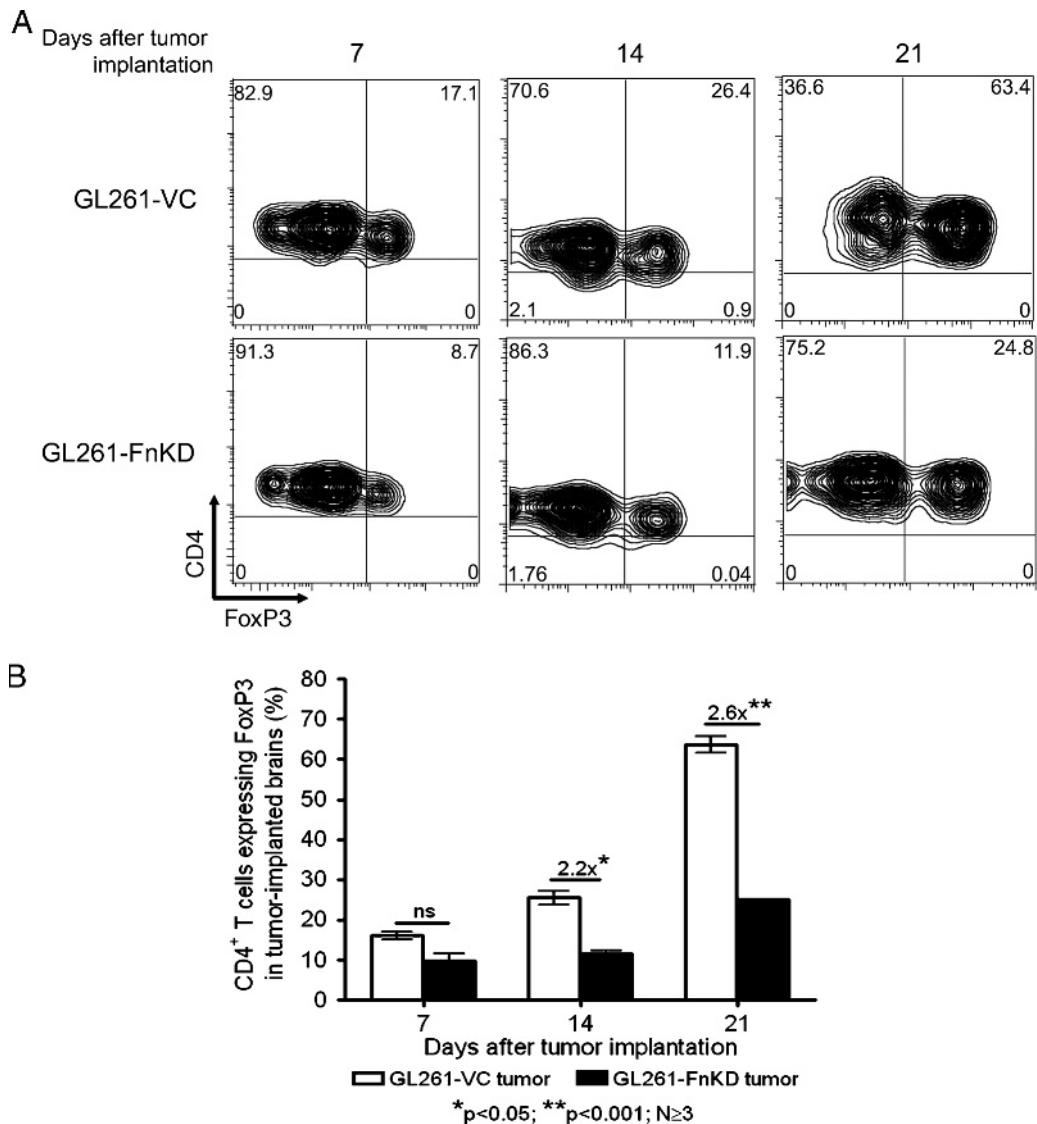 A
Days after tumor
implantation
7
14
21
GL261-VC
82.9 17.1
0 0
70.6 26.4
2.1 0.9
36.6 63.4
0 0
GL261-FnKD
91.3 8.7
0 0
86.3 11.9
1.76 0.04
75.2 24.8
0 0
CD4
FoxP3
B
CD4⁺ T cells expressing FoxP3
in tumor-implanted brains (%)
80
70
60
50
40
30
20
10
0
ns
2.2x*
2.6x**
7 14 21
Days after tumor implantation
GL261-VC tumor GL261-FnKD tumor
*p<0.05; **p<0.001; N≥3